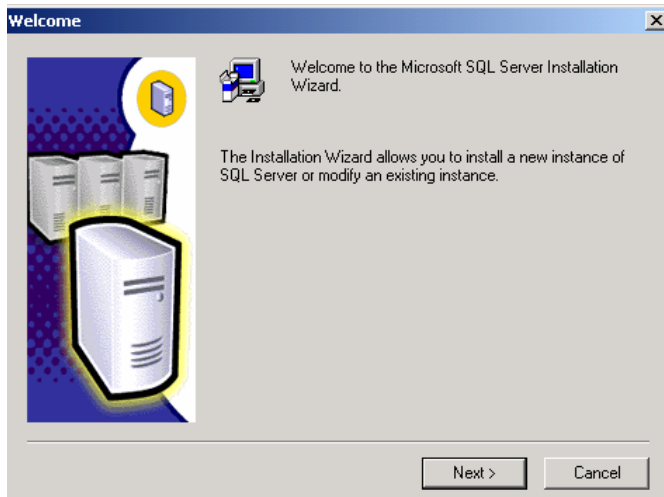 Welcome
Welcome to the Microsoft SQL Server Installation
Wizard.
The Installation Wizard allows you to install a new instance of
SQL Server or modify an existing instance.
Next >
Cancel